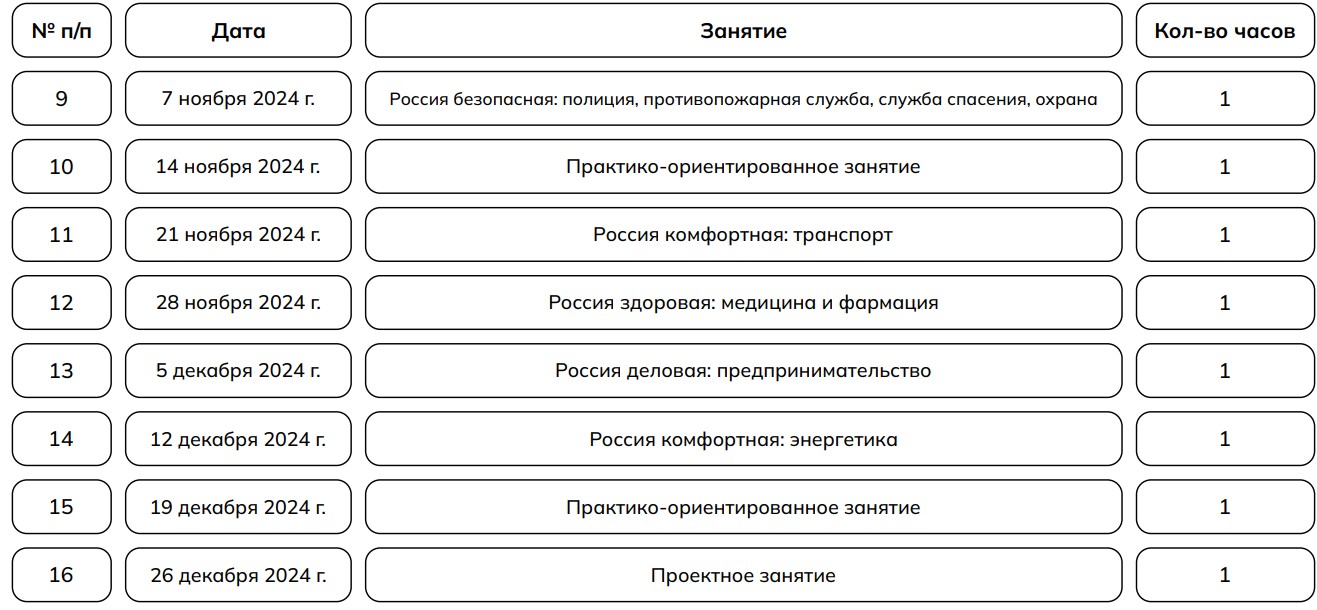 № п/п Дата Занятие Кол-во часов
9 7 ноября 2024 г. Россия безопасная: полиция, противопожарная служба, служба спасения, охрана 1
10 14 ноября 2024 г. Практико-ориентированное занятие 1
11 21 ноября 2024 г. Россия комфортная: транспорт 1
12 28 ноября 2024 г. Россия здоровая: медицина и фармация 1
13 5 декабря 2024 г. Россия деловая: предпринимательство 1
14 12 декабря 2024 г. Россия комфортная: энергетика 1
15 19 декабря 2024 г. Практико-ориентированное занятие 1
16 26 декабря 2024 г. Проектное занятие 1